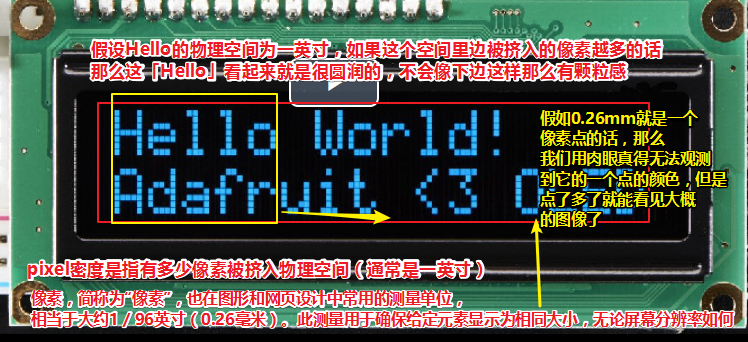 假设Hello的物理空间为一英寸，如果这个空间里边被挤入的像素越多的话
那么这「Hello」看起来就是很圆润的，不会像下边这样那么有颗粒感
Hello World!
Adafruit <3
假如0.26mm就是一个
像素点的话，那么
我们用肉眼真得无法观测
到它的一个点的颜色，但是
点了多了就能看见大概
的图像了
pixel密度是指有多少像素被挤入物理空间（通常是一英寸）
像素，简称为“像素”，也在图形和网页设计中常用的测量单位，
相当于大约1 / 96英寸（0.26毫米）。此测量用于确保给定元素显示为相同大小，无论屏幕分辨率如何